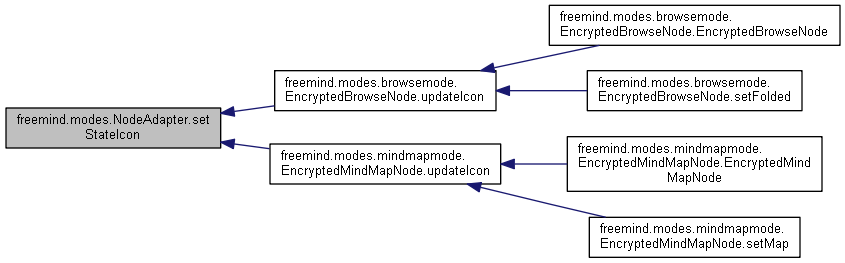 freemind.modes.browsemode.
EncryptedBrowseNode.EncryptedBrowseNode
freemind.modes.browsemode.
EncryptedBrowseNode.updateIcon
freemind.modes.browsemode.
EncryptedBrowseNode.setFolded
freemind.modes.NodeAdapter.set
StateIcon
freemind.modes.mindmapmode.
EncryptedMindMapNode.updateIcon
freemind.modes.mindmapmode.
EncryptedMindMapNode.EncryptedMind
MapNode
freemind.modes.mindmapmode.
EncryptedMindMapNode.setMap